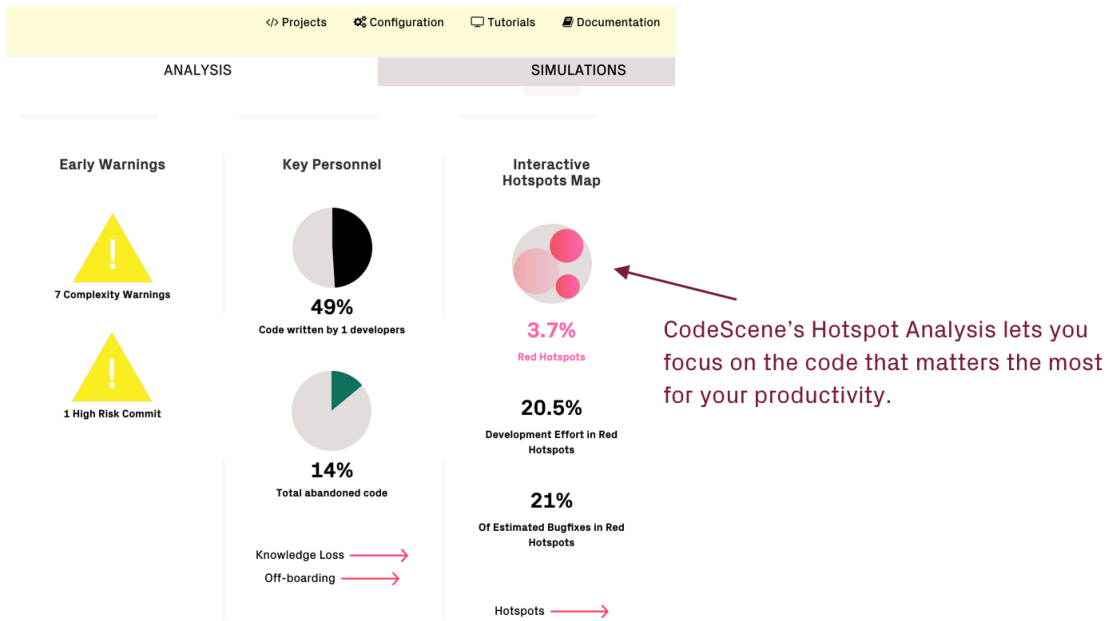 Projects
Configuration
Tutorials
Documentation
ANALYSIS
SIMULATIONS
Early Warnings
!
7 Complexity Warnings
!
1 High Risk Commit
Key Personnel
49%
Code written by 1 developers
14%
Total abandoned code
Knowledge Loss
Off-boarding
Interactive
Hotspots Map
3.7%
Red Hotspots
20.5%
Development Effort in Red
Hotspots
21%
Of Estimated Bugfixes in Red
Hotspots
Hotspots
CodeScene’s Hotspot Analysis lets you
focus on the code that matters the most
for your productivity.